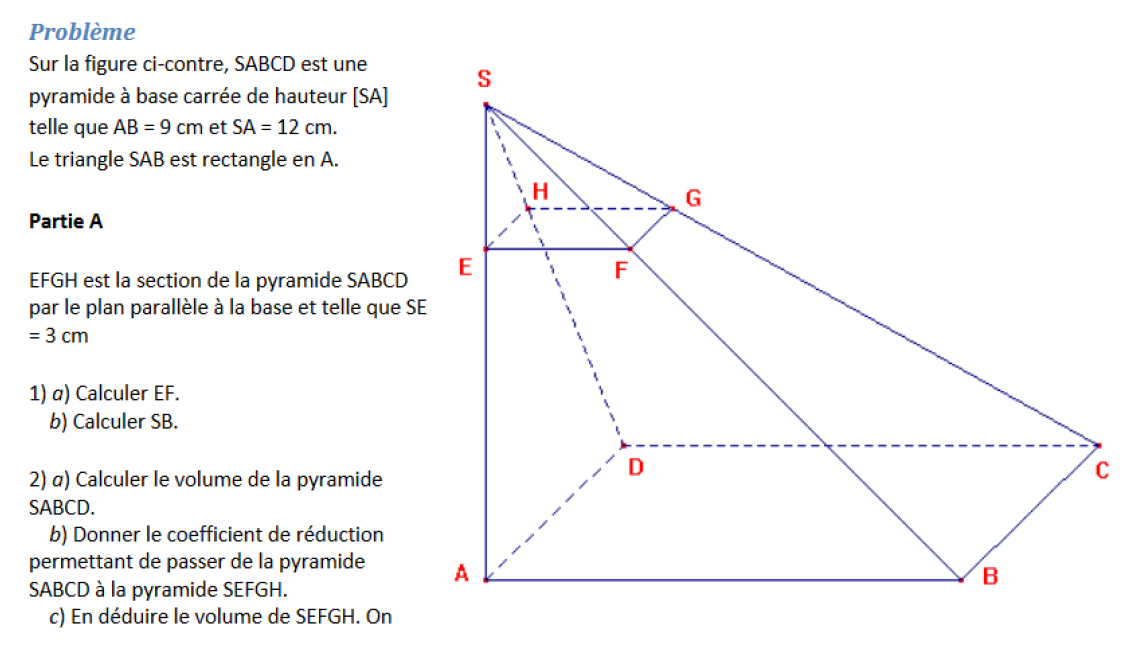 Problème
Sur la figure ci-contre, SABCD est une
pyramide à base carrée de hauteur [SA]
telle que AB = 9 cm et SA = 12 cm.
Le triangle SAB est rectangle en A.
Partie A
EFGH est la section de la pyramide SABCD
par le plan parallèle à la base et telle que SE
= 3 cm
1) a) Calculer EF.
b) Calculer SB.
2) a) Calculer le volume de la pyramide
SABCD.
b) Donner le coefficient de réduction
permettant de passer de la pyramide
SABCD à la pyramide SEFGH.
c) En déduire le volume de SEFGH. On
S
H
G
E
F
D
C
A
B